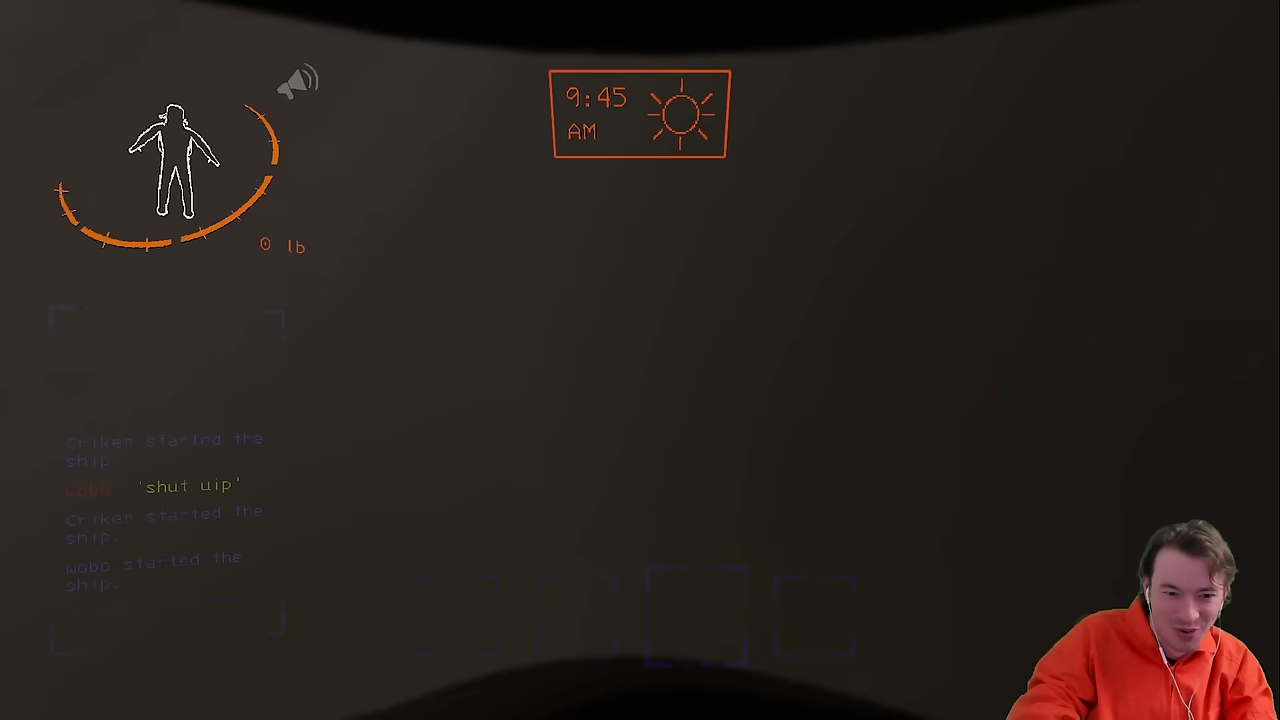 9:45
AM
0 lb
Criken started the
ship.
wobo 'shut uip'
Criken started the
ship.
wobo started the
ship.